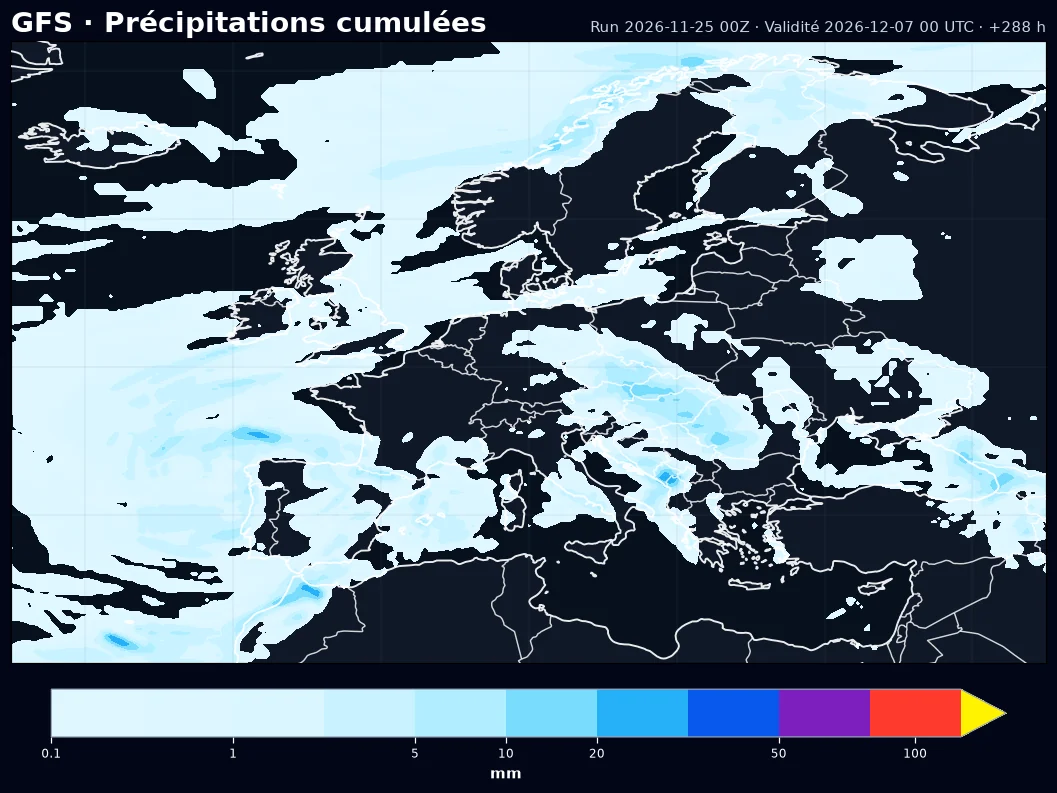 GFS · Précipitations cumulées
Run 2026-11-25 00Z · Validité 2026-12-07 00 UTC · +288 h
0.1 1 5 10 20 50 100
mm